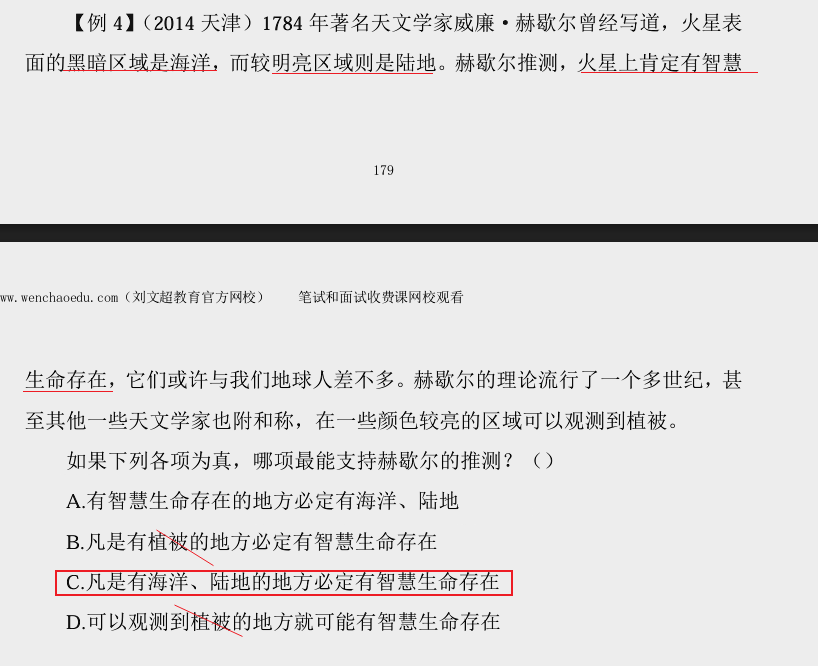 【例 4】（2014 天津）1784 年著名天文学家威廉·赫歇尔曾经写道，火星表
面的黑暗区域是海洋，而较明亮区域则是陆地。赫歇尔推测，火星上肯定有智慧
179
ww.wenchaoedu.com（刘文超教育官方网校） 笔试和面试收费课网校观看
生命存在，它们或许与我们地球人差不多。赫歇尔的理论流行了一个多世纪，甚
至其他一些天文学家也附和称，在一些颜色较亮的区域可以观测到植被。
如果下列各项为真，哪项最能支持赫歇尔的推测？（）
A.有智慧生命存在的地方必定有海洋、陆地
B.凡是有植被的地方必定有智慧生命存在
C.凡是有海洋、陆地的地方必定有智慧生命存在
D.可以观测到植被的地方就可能有智慧生命存在